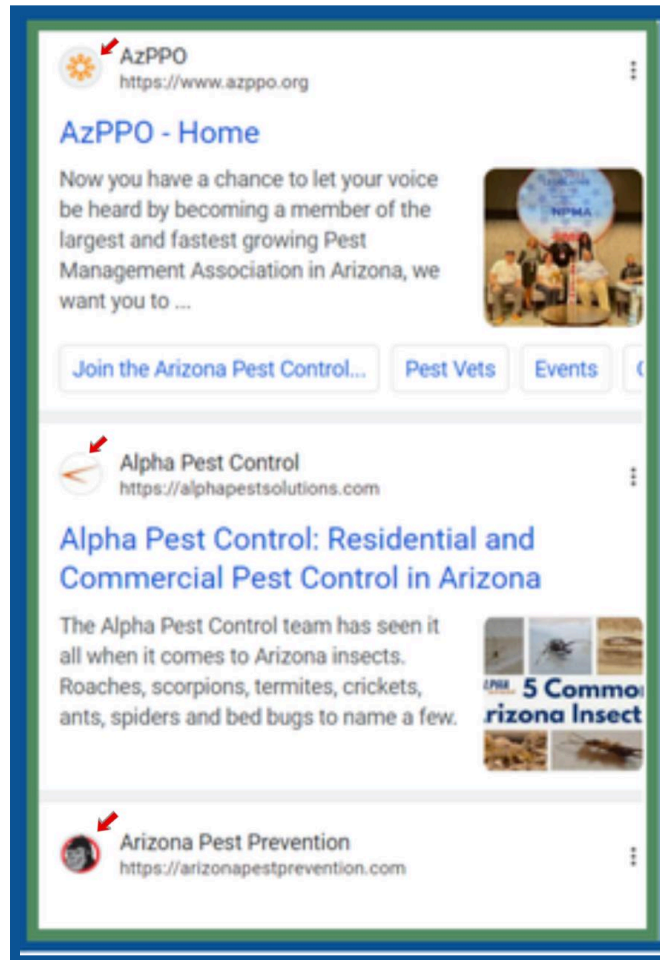 AzPPO
https://www.azppo.org
AzPPO - Home
Now you have a chance to let your voice
be heard by becoming a member of the
largest and fastest growing Pest
Management Association in Arizona, we
want you to ...
NPMA
Join the Arizona Pest Control...
Pest Vets
Events
Alpha Pest Control
https://alphapestsolutions.com
Alpha Pest Control: Residential and
Commercial Pest Control in Arizona
The Alpha Pest Control team has seen it
all when it comes to Arizona insects.
Roaches, scorpions, termites, crickets,
ants, spiders and bed bugs to name a few.
5 Commo
rizona Insect
Arizona Pest Prevention
https://arizonapestprevention.com